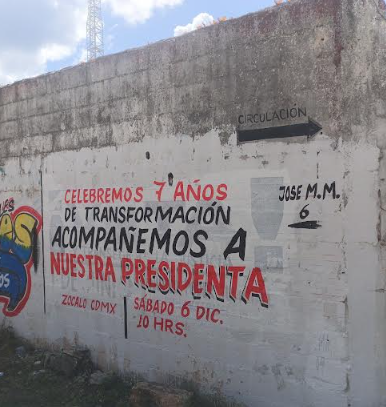 CIRCULACIÓN
JOSE M.M.
6
CELEBREMOS 7 AÑOS
DE TRANSFORMACIÓN
ACOMPAÑEMOS A
NUESTRA PRESIDENTA
ZOCALO CDMX
SÁBADO 6 DIC.
10 HRS.